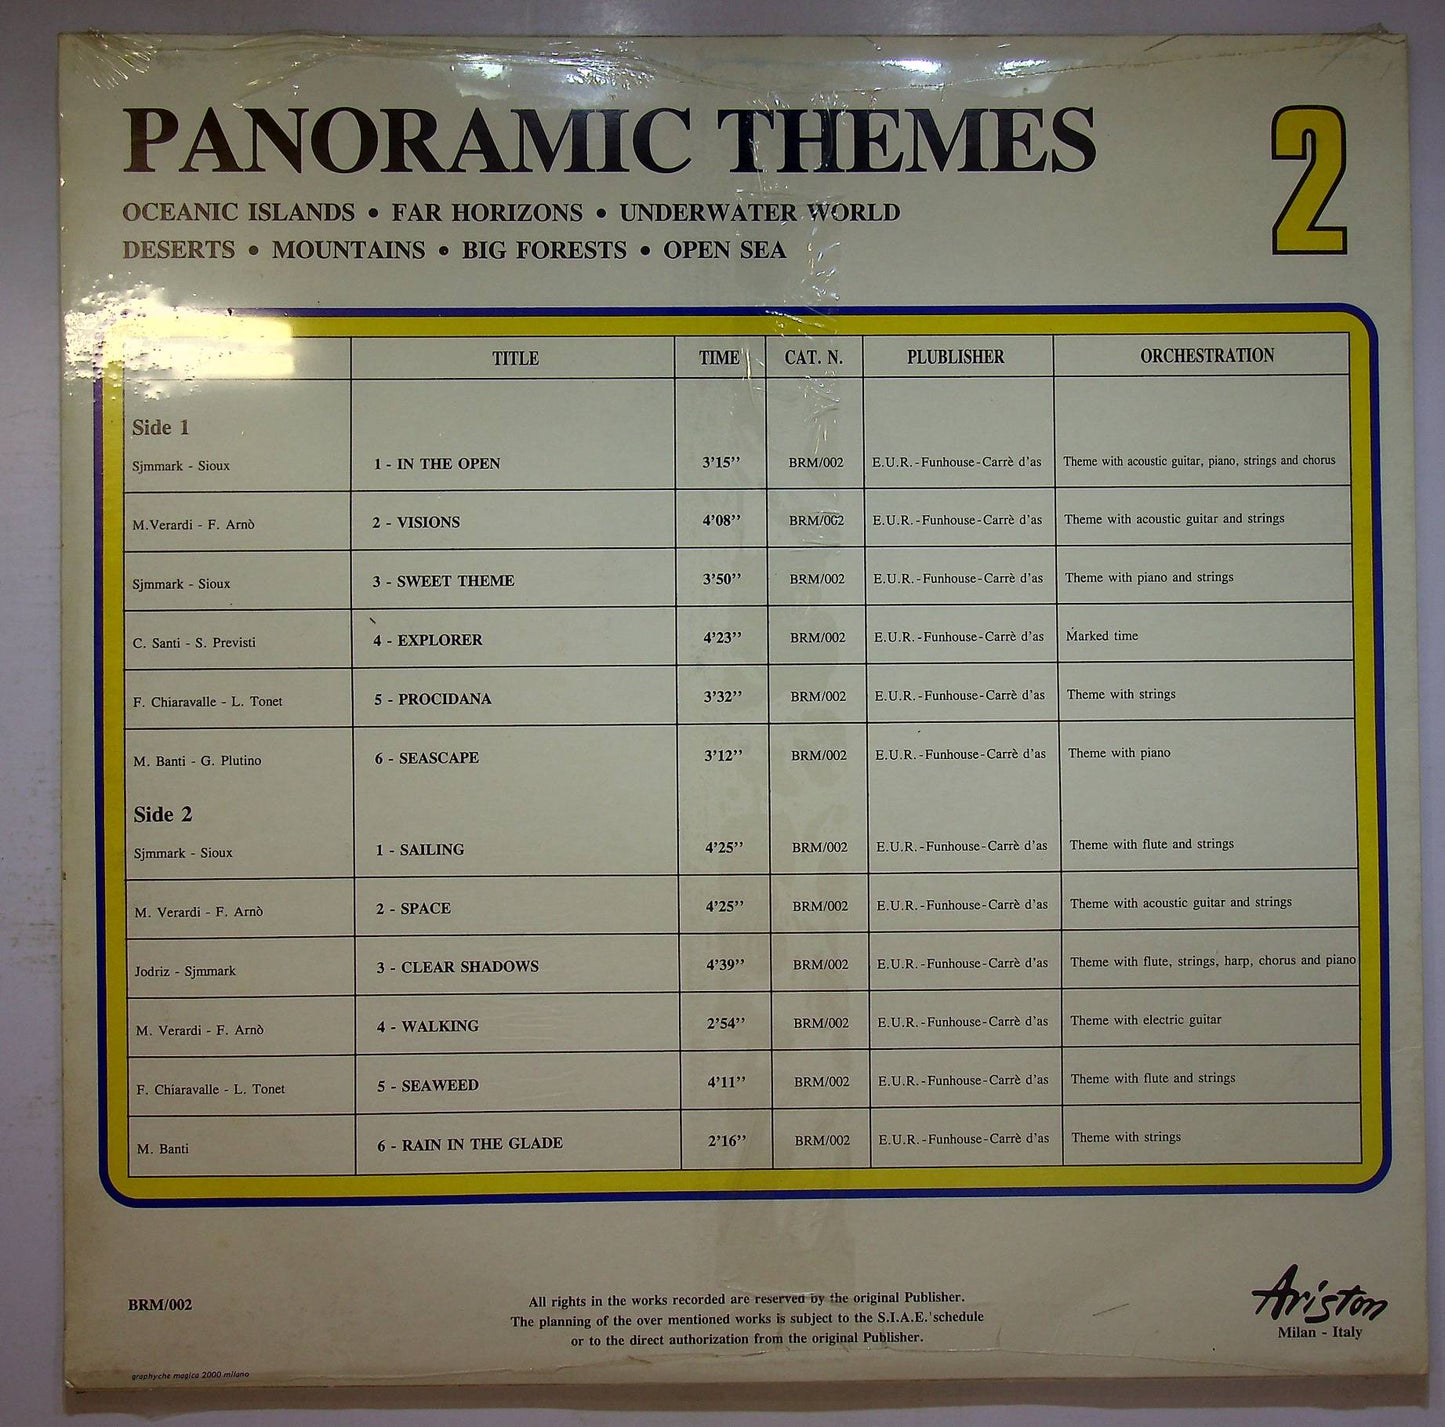 PANORAMIC THEMES 2
OCEANIC ISLANDS • FAR HORIZONS • UNDERWATER WORLD
DESERTS • MOUNTAINS • BIG FORESTS • OPEN SEA
TITLE TIME CAT. N. PLUBLISHER ORCHESTRATION
Side 1
Sjmmark - Sioux 1 - IN THE OPEN 3'15'' BRM/002 E.U.R.-Funhouse-Carrè d'as Theme with acoustic guitar, piano, strings and chorus
M.Verardi - F. Arnò 2 - VISIONS 4'08'' BRM/002 E.U.R.-Funhouse-Carrè d'as Theme with acoustic guitar and strings
Sjmmark - Sioux 3 - SWEET THEME 3'50'' BRM/002 E.U.R.-Funhouse-Carrè d'as Theme with piano and strings
C. Santi - S. Previsti 4 - EXPLORER 4'23'' BRM/002 E.U.R.-Funhouse-Carrè d'as Marked time
F. Chiaravalle - L. Tonet 5 - PROCIDANA 3'32'' BRM/002 E.U.R.-Funhouse-Carrè d'as Theme with strings
M. Banti - G. Plutino 6 - SEASCAPE 3'12'' BRM/002 E.U.R.-Funhouse-Carrè d'as Theme with piano
Side 2
Sjmmark - Sioux 1 - SAILING 4'25'' BRM/002 E.U.R.-Funhouse-Carrè d'as Theme with flute and strings
M. Verardi - F. Arnò 2 - SPACE 4'25'' BRM/002 E.U.R.-Funhouse-Carrè d'as Theme with acoustic guitar and strings
Jodriz - Sjmmark 3 - CLEAR SHADOWS 4'39'' BRM/002 E.U.R.-Funhouse-Carrè d'as Theme with flute, strings, harp, chorus and piano
M. Verardi - F. Arnò 4 - WALKING 2'54'' BRM/002 E.U.R.-Funhouse-Carrè d'as Theme with electric guitar
F. Chiaravalle - L. Tonet 5 - SEAWEED 4'11'' BRM/002 E.U.R.-Funhouse-Carrè d'as Theme with flute and strings
M. Banti 6 - RAIN IN THE GLADE 2'16'' BRM/002 E.U.R.-Funhouse-Carrè d'as Theme with strings
BRM/002
All rights in the works recorded are reserved by the original Publisher.
The planning of the over mentioned works is subject to the S.I.A.E.'schedule
or to the direct authorization from the original Publisher.
Ariston
Milan - Italy
graphyche magica 2000 milano